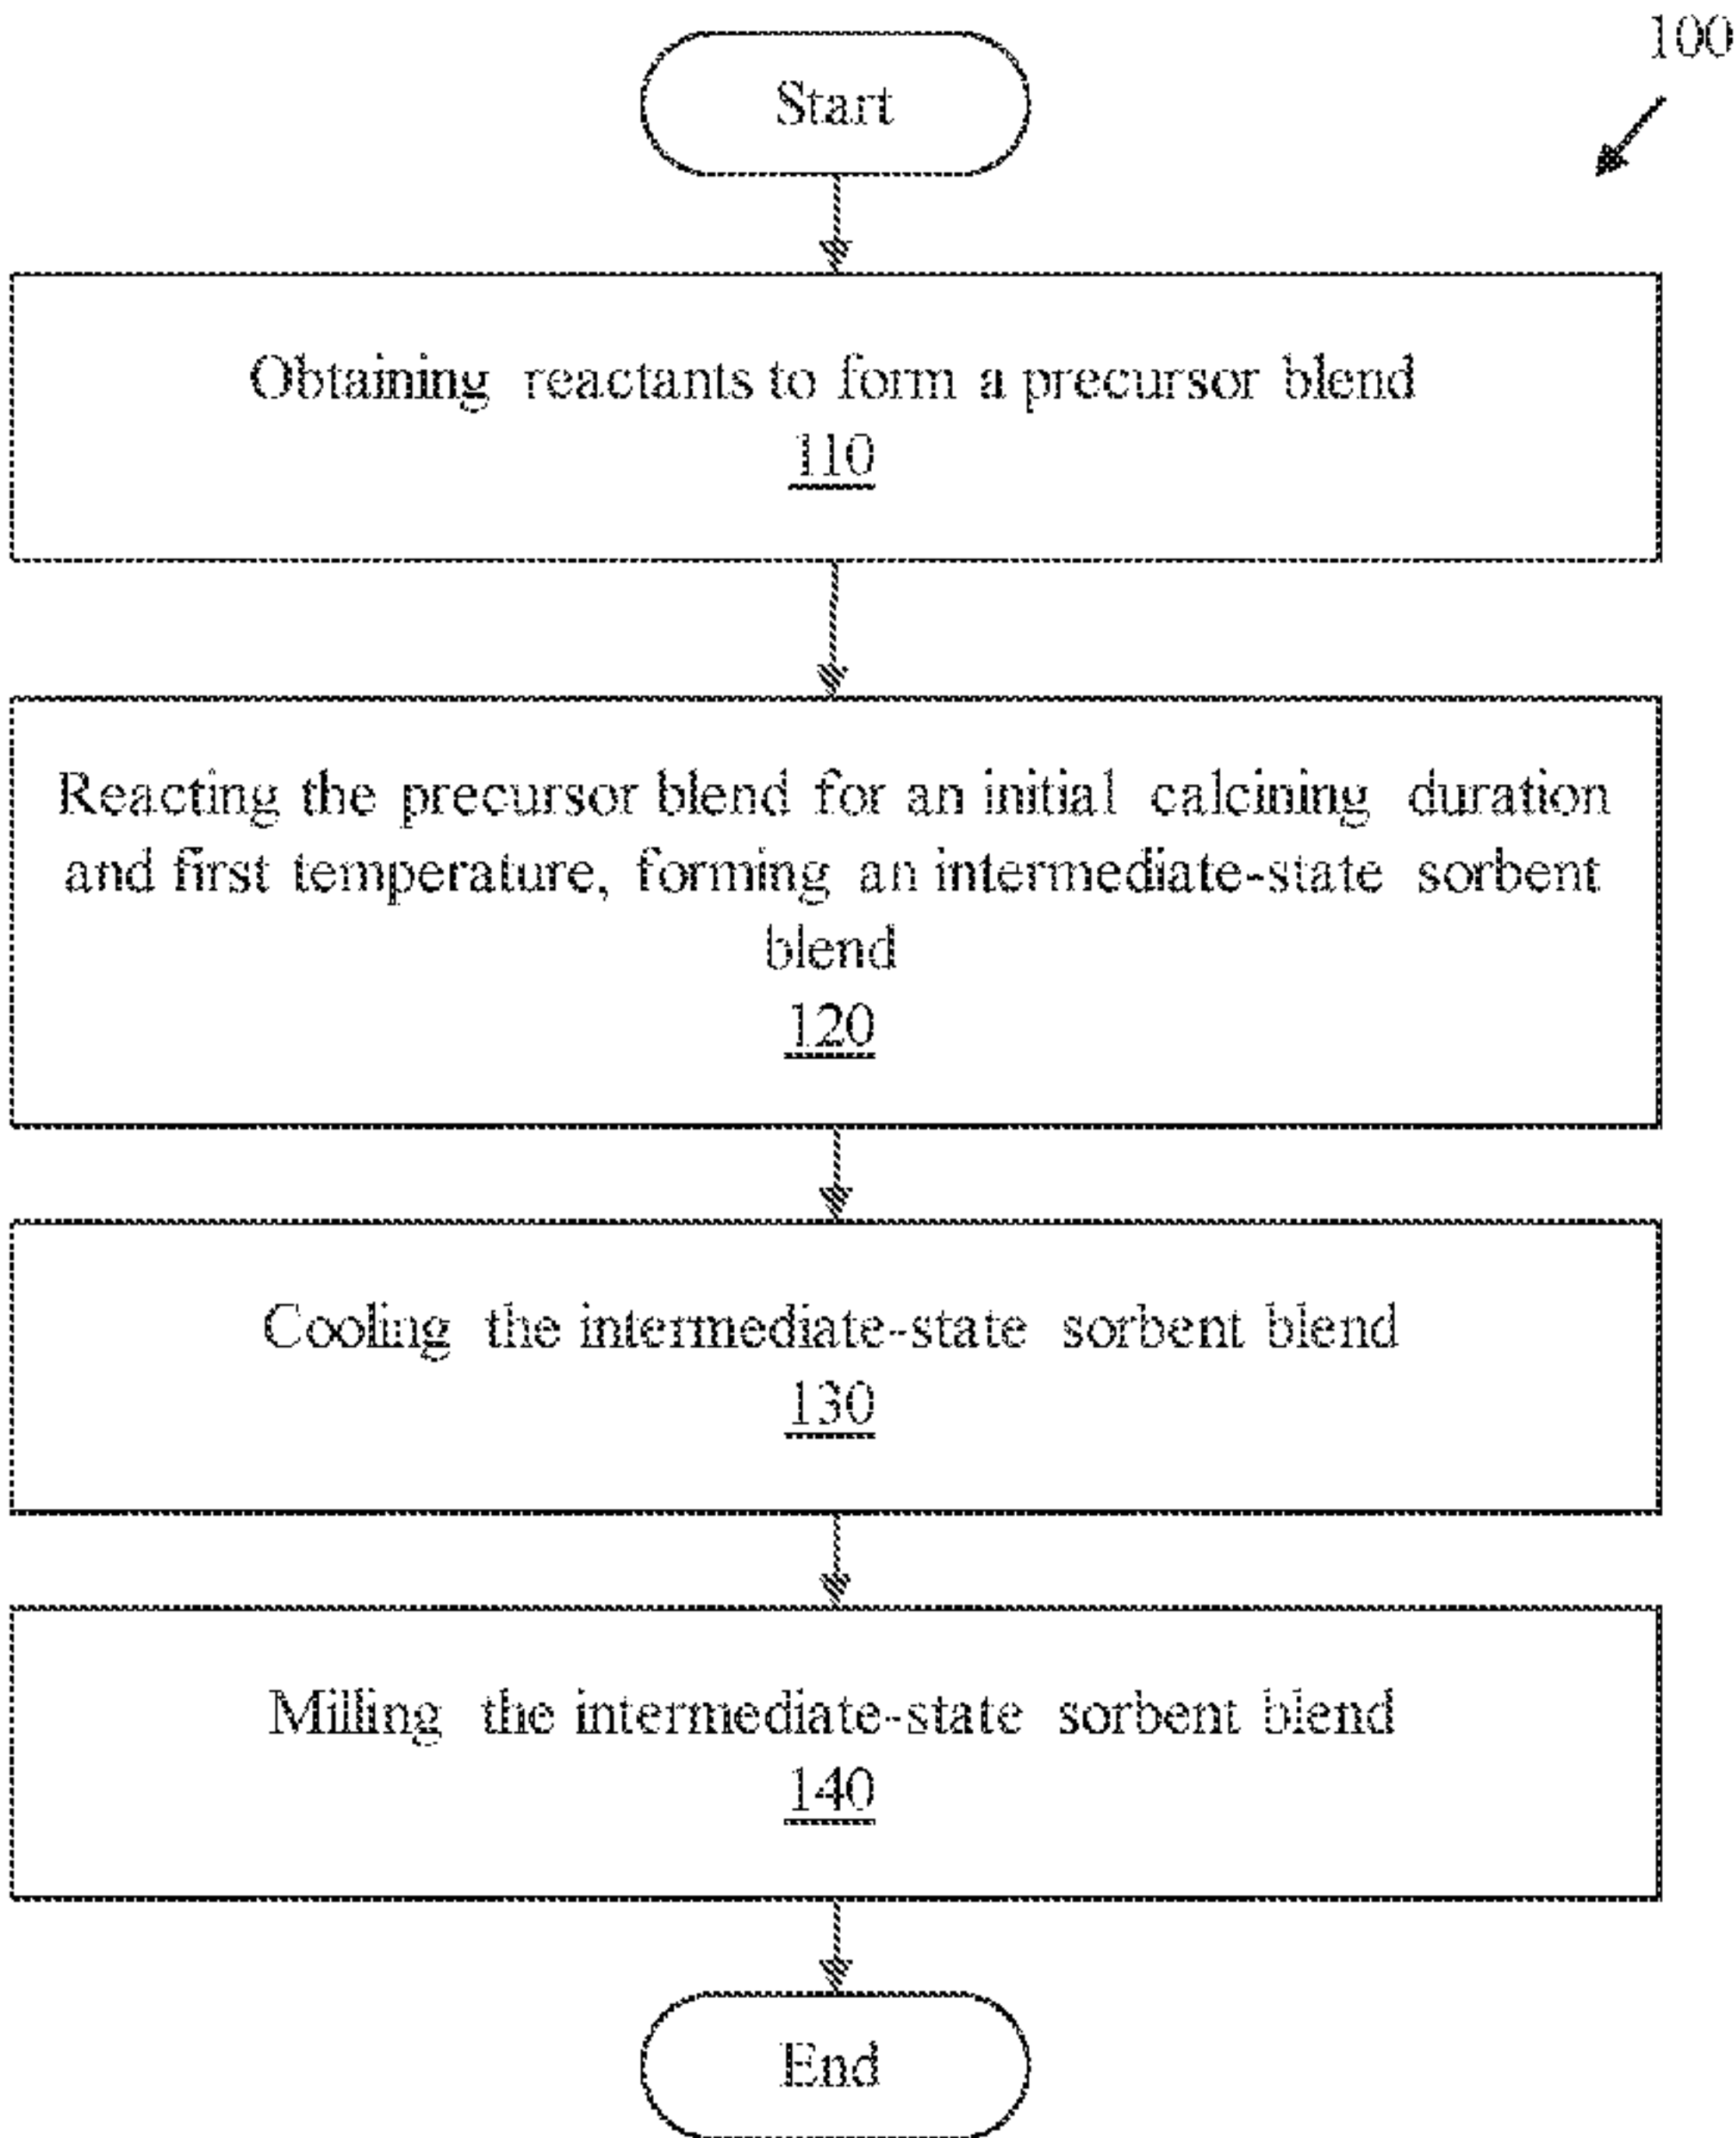 100
Start
Obtaining reactants to form a precursor blend
110
Reacting the precursor blend for an initial calcining duration
and first temperature, forming an intermediate-state sorbent
blend
120
Cooling the intermediate-state sorbent blend
130
Milling the intermediate-state sorbent blend
140
End